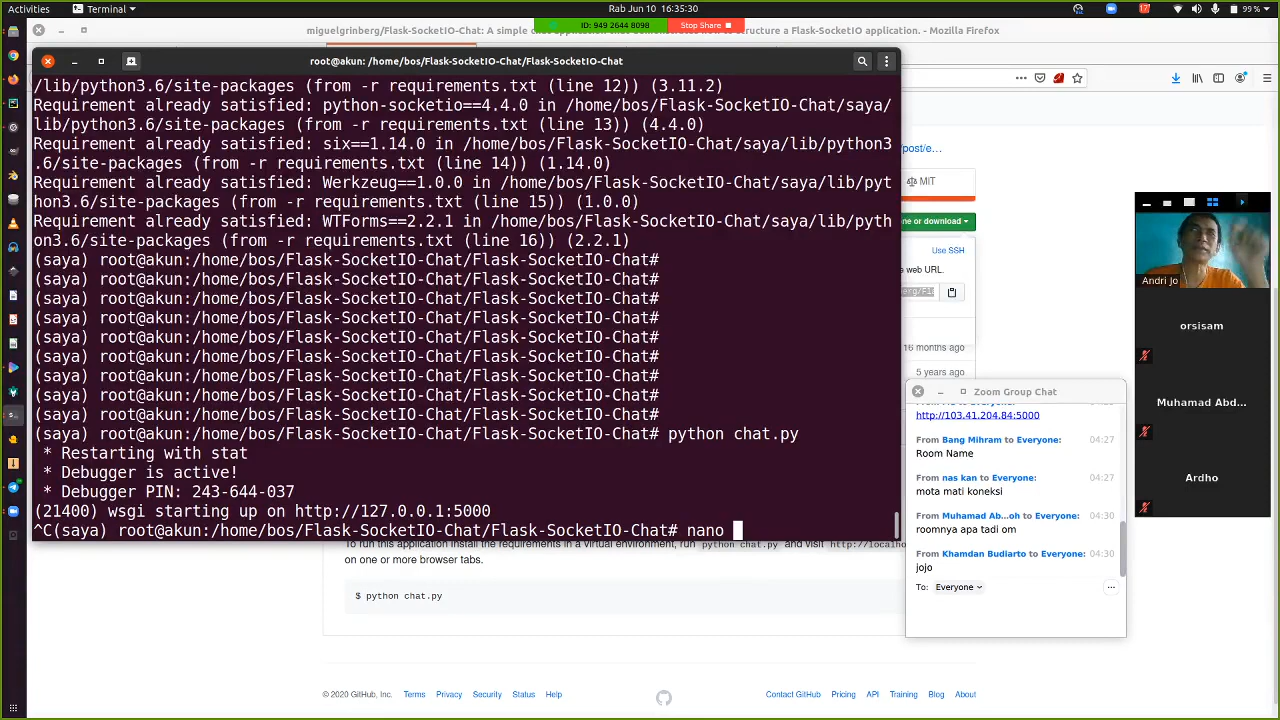 Activities
Terminal
Rab Jun 10 16:35:30
17
99 %
ID: 949 2644 8098
Stop Share
miguelgrinberg/Flask-SocketIO-Chat: A simple chat application that demonstrates how to structure a Flask-SocketIO application. - Mozilla Firefox
root@akun: /home/bos/Flask-SocketIO-Chat/Flask-SocketIO-Chat
/lib/python3.6/site-packages (from -r requirements.txt (line 12)) (3.11.2)
Requirement already satisfied: python-socketio==4.4.0 in /home/bos/Flask-SocketIO-Chat/saya/
lib/python3.6/site-packages (from -r requirements.txt (line 13)) (4.4.0)
Requirement already satisfied: six==1.14.0 in /home/bos/Flask-SocketIO-Chat/saya/lib/python3
.6/site-packages (from -r requirements.txt (line 14)) (1.14.0)
Requirement already satisfied: Werkzeug==1.0.0 in /home/bos/Flask-SocketIO-Chat/saya/lib/pyt
hon3.6/site-packages (from -r requirements.txt (line 15)) (1.0.0)
Requirement already satisfied: WTForms==2.2.1 in /home/bos/Flask-SocketIO-Chat/saya/lib/pyth
on3.6/site-packages (from -r requirements.txt (line 16)) (2.2.1)
(saya) root@akun:/home/bos/Flask-SocketIO-Chat/Flask-SocketIO-Chat#
(saya) root@akun:/home/bos/Flask-SocketIO-Chat/Flask-SocketIO-Chat#
(saya) root@akun:/home/bos/Flask-SocketIO-Chat/Flask-SocketIO-Chat#
(saya) root@akun:/home/bos/Flask-SocketIO-Chat/Flask-SocketIO-Chat#
(saya) root@akun:/home/bos/Flask-SocketIO-Chat/Flask-SocketIO-Chat#
(saya) root@akun:/home/bos/Flask-SocketIO-Chat/Flask-SocketIO-Chat#
(saya) root@akun:/home/bos/Flask-SocketIO-Chat/Flask-SocketIO-Chat#
(saya) root@akun:/home/bos/Flask-SocketIO-Chat/Flask-SocketIO-Chat#
(saya) root@akun:/home/bos/Flask-SocketIO-Chat/Flask-SocketIO-Chat#
(saya) root@akun:/home/bos/Flask-SocketIO-Chat/Flask-SocketIO-Chat# python chat.py
* Restarting with stat
* Debugger is active!
* Debugger PIN: 243-644-037
(21400) wsgi starting up on http://127.0.0.1:5000
^C(saya) root@akun:/home/bos/Flask-SocketIO-Chat/Flask-SocketIO-Chat# nano
/post/e…
MIT
ne or download
Use SSH
a web URL.
16 months ago
5 years ago
To run this application install the requirements in a virtual environment, run python chat.py and visit http://localho
on one or more browser tabs.
$ python chat.py
© 2020 GitHub, Inc.
Terms
Privacy
Security
Status
Help
Contact GitHub
Pricing
API
Training
Blog
About
Andri Jo
orsisam
Muhamad Abd...
Ardho
Zoom Group Chat
http://103.41.204.84:5000
From Bang Mihram to Everyone: 04:27
Room Name
From nas kan to Everyone: 04:27
mota mati koneksi
From Muhamad Ab...oh to Everyone: 04:30
roomnya apa tadi om
From Khamdan Budiarto to Everyone: 04:30
jojo
To: Everyone